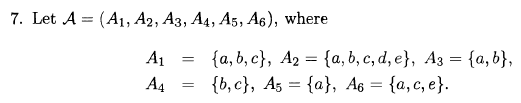 7. Let 𝒜 = (A₁, A₂, A₃, A₄, A₅, A₆), where
A₁ = {a, b, c}, A₂ = {a, b, c, d, e}, A₃ = {a, b},
A₄ = {b, c}, A₅ = {a}, A₆ = {a, c, e}.